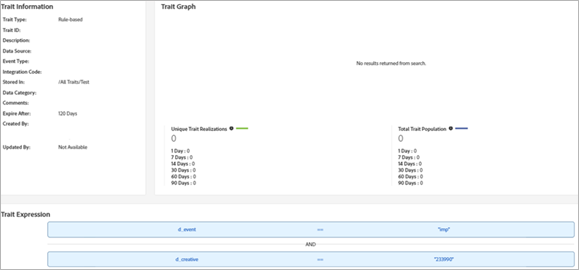 Trait Information
Trait Type: Rule-based
Trait ID:
Description:
Data Source:
Event Type:
Integration Code:
Stored In: /All Traits/Test
Data Category:
Comments:
Expire After: 120 Days
Created By:
Updated By: Not Available
Trait Graph
No results returned from search.
Unique Trait Realizations
0
1 Day : 0
7 Days : 0
14 Days : 0
30 Days : 0
60 Days : 0
90 Days : 0
Total Trait Population
0
1 Day : 0
7 Days : 0
14 Days : 0
30 Days : 0
60 Days : 0
90 Days : 0
Trait Expression
d_event == "imp"
AND
d_creative == "233990"